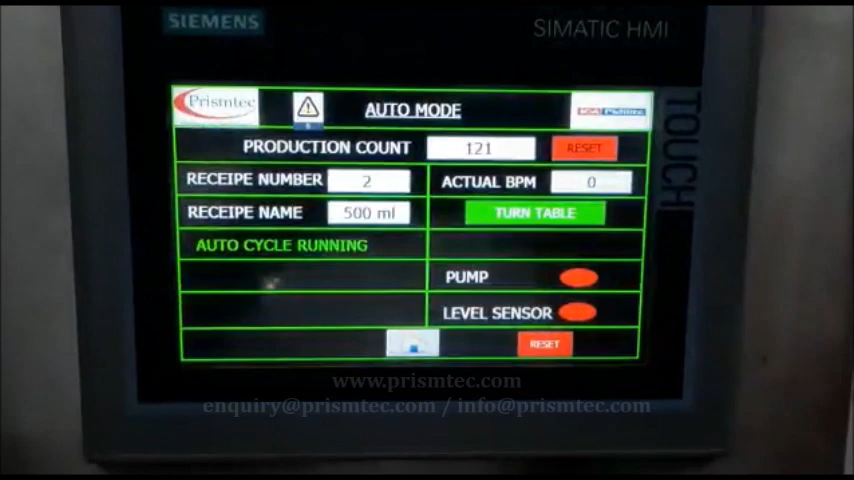 SIEMENS
SIMATIC HMI
TOUCH
Prismtec
AUTO MODE
PRODUCTION COUNT 121 RESET
RECEIPE NUMBER 2 ACTUAL BPM 0
RECEIPE NAME 500 ml TURN TABLE
AUTO CYCLE RUNNING
PUMP
LEVEL SENSOR
RESET
www.prismtec.com
enquiry@prismtec.com / info@prismtec.com